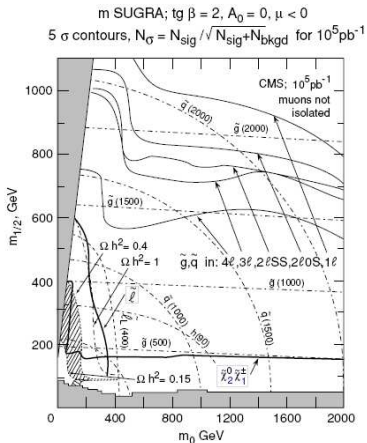 m SUGRA; tg β = 2, A₀ = 0, μ < 0
5 σ contours, N_σ = N_sig /√N_sig+N_bkgd for 10⁵pb⁻¹
CMS; 10⁵pb⁻¹
muons not
isolated
1000
800
600
400
200
m₁/₂, GeV
q̃ (2000)
g̃ (2000)
g̃ (1500)
g̃,q̃ in: 4ℓ,3ℓ,2ℓSS,2ℓOS,1ℓ
Ω h² = 0.4
Ω h² = 1
g̃ (1000)
(400)
q̃ (1000)
h(90)
q̃ (1500)
g̃ (500)
Ω h² = 0.15
χ̃₂⁰ χ̃₁±
0 400 800 1200 1600 2000
m₀ GeV